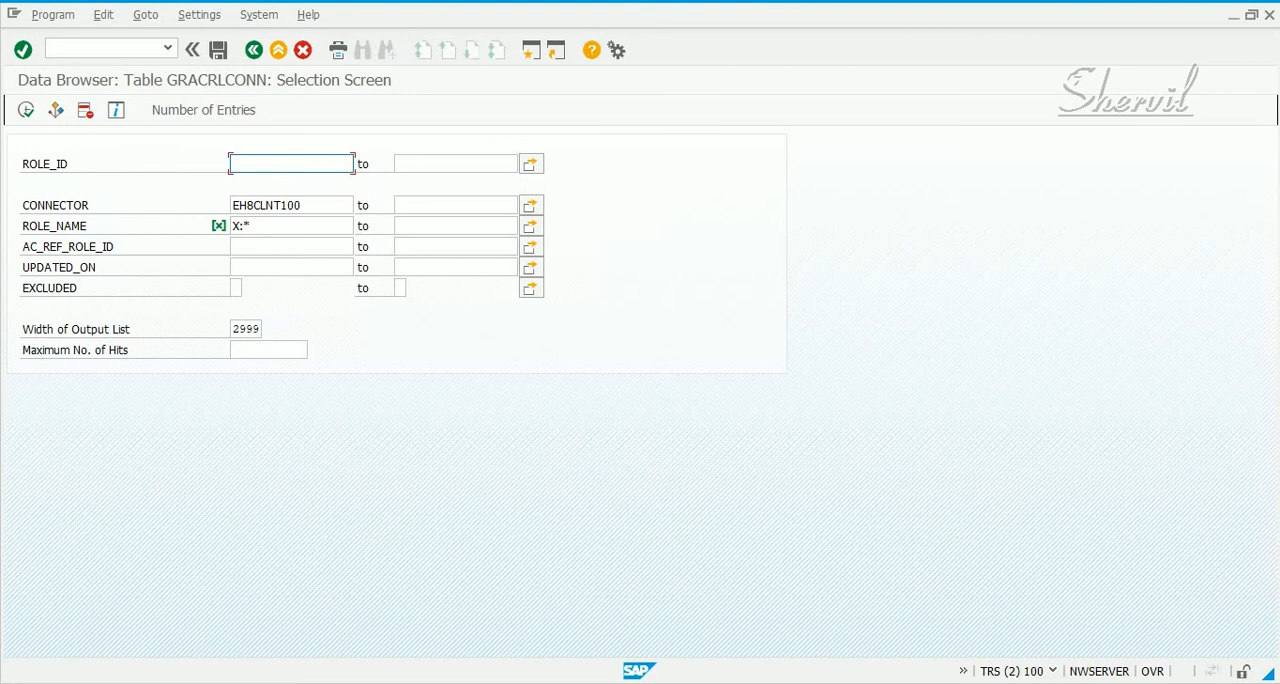 Program Edit Goto Settings System Help
Data Browser: Table GRACRLCONN: Selection Screen
Shervil
Number of Entries
ROLE_ID to
CONNECTOR EH8CLNT100 to
ROLE_NAME X:* to
AC_REF_ROLE_ID to
UPDATED_ON to
EXCLUDED to
Width of Output List 2999
Maximum No. of Hits
SAP TRS (2) 100 NWSERVER OVR